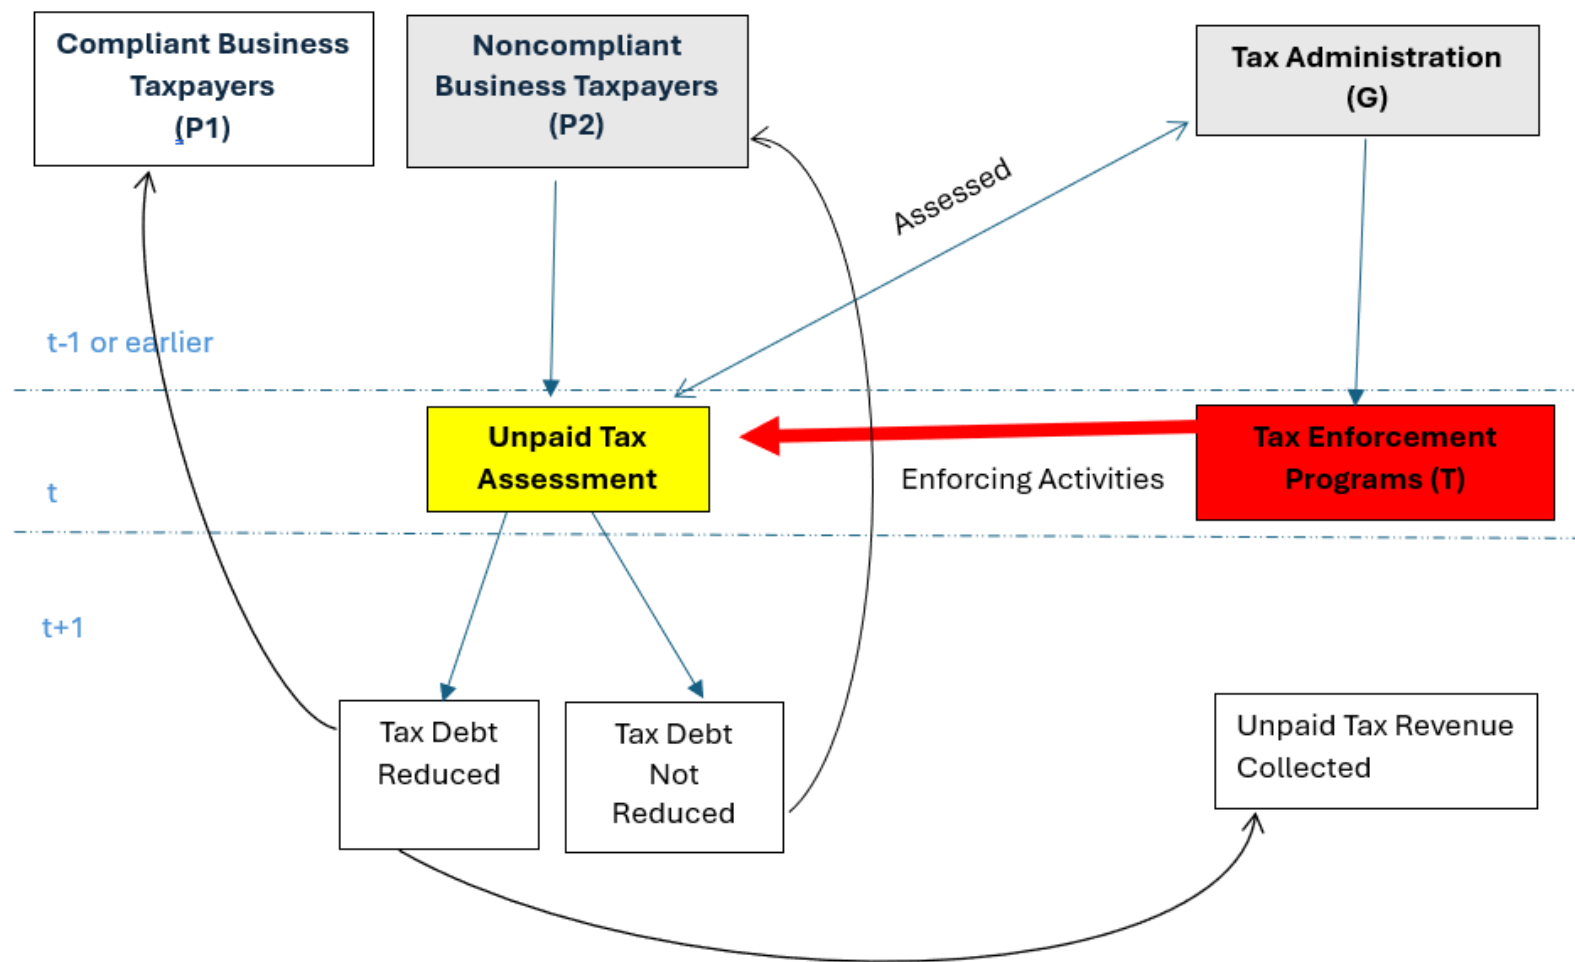 Compliant Business
Taxpayers
(P1)
Noncompliant
Business Taxpayers
(P2)
Tax Administration
(G)
Assessed
t-1 or earlier
Unpaid Tax
Assessment
Enforcing Activities
Tax Enforcement
Programs (T)
t
t+1
Tax Debt
Reduced
Tax Debt
Not
Reduced
Unpaid Tax Revenue
Collected